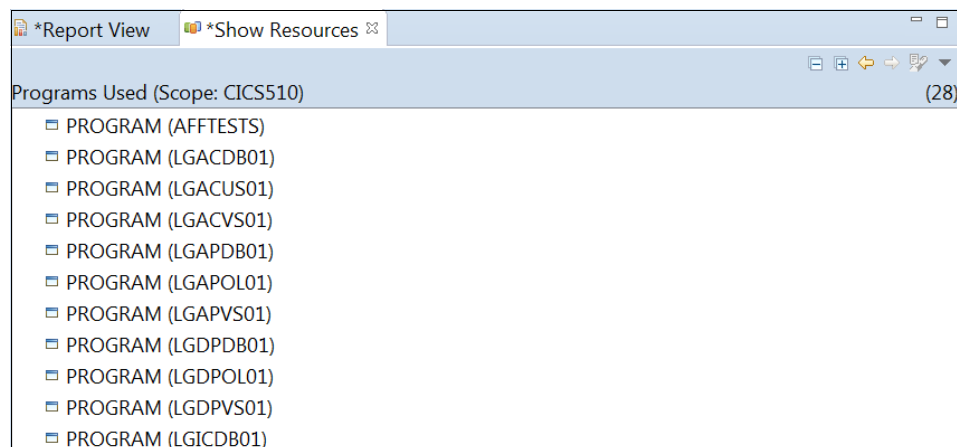 *Report View *Show Resources
Programs Used (Scope: CICS510) (28)
PROGRAM (AFFTESTS)
PROGRAM (LGACDB01)
PROGRAM (LGACUS01)
PROGRAM (LGACVS01)
PROGRAM (LGAPDB01)
PROGRAM (LGAPOL01)
PROGRAM (LGAPVS01)
PROGRAM (LGDPDB01)
PROGRAM (LGDPOL01)
PROGRAM (LGDPVS01)
PROGRAM (LGICDB01)